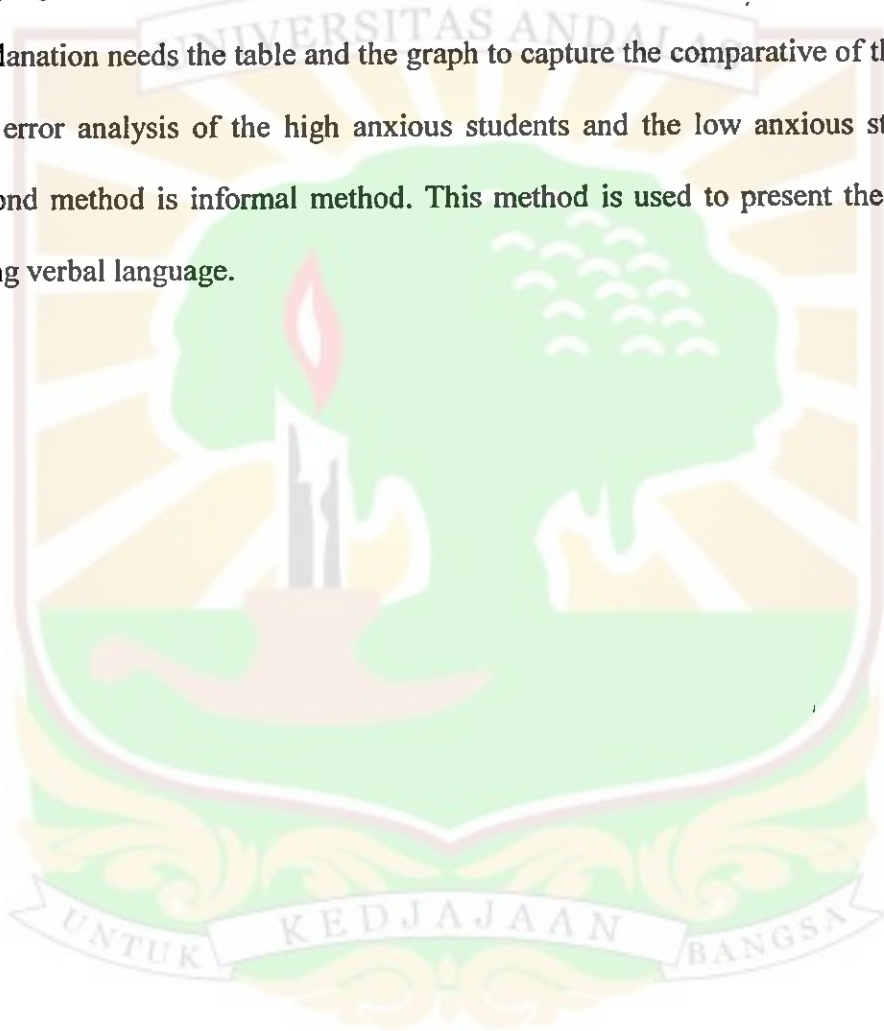 UNIVERSITAS ANDALAS
lanation needs the table and the graph to capture the comparative of
error analysis of the high anxious students and the low anxious
ond method is informal method. This method is used to present the
g verbal language.
UNTUK KEDJAJAAN BANGSA